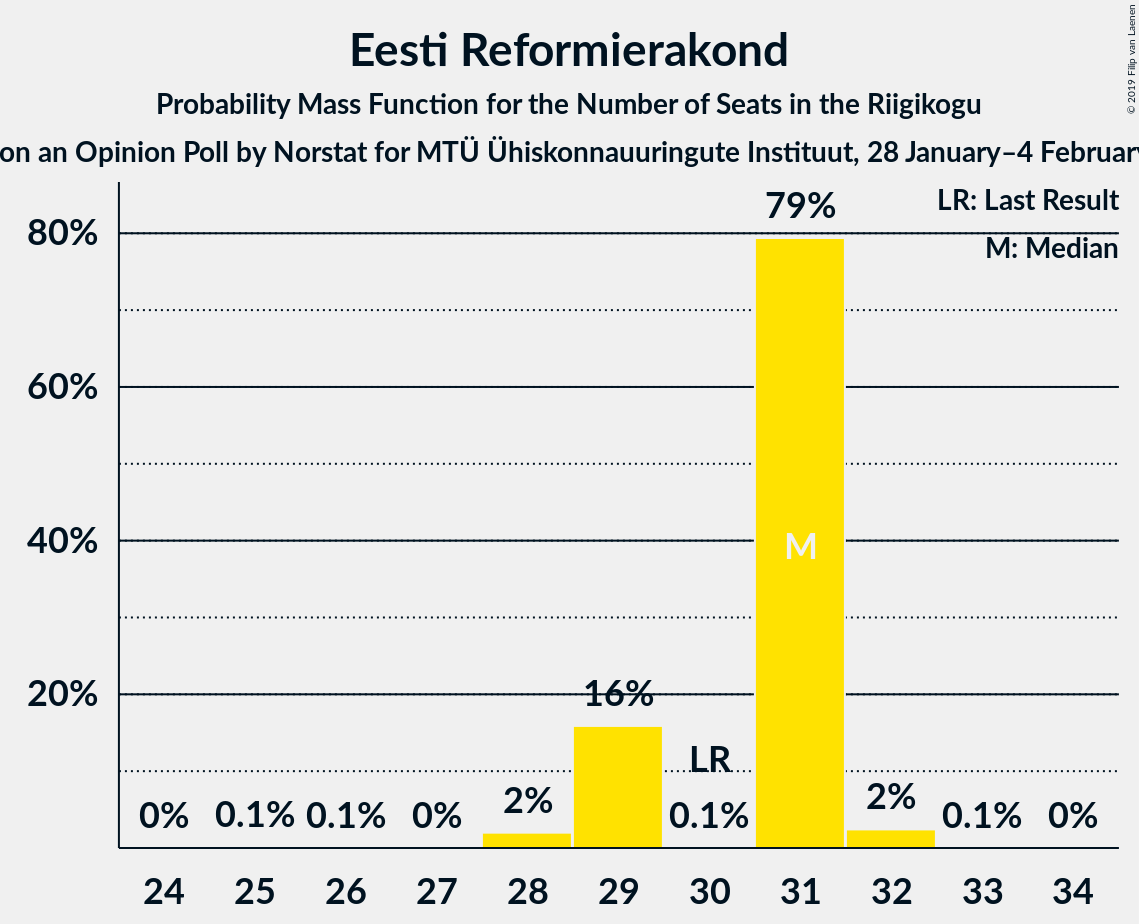 Eesti Reformierakond
Probability Mass Function for the Number of Seats in the Riigikogu
on an Opinion Poll by Norstat for MTÜ Ühiskonnauuringute Instituut, 28 January–4 February
© 2019 Filip van Laenen
LR: Last Result
M: Median
80%
60%
40%
20%
0%
0.1%
0.1%
0%
2%
16%
LR
0.1%
79%
M
2%
0.1%
0%
24 25 26 27 28 29 30 31 32 33 34